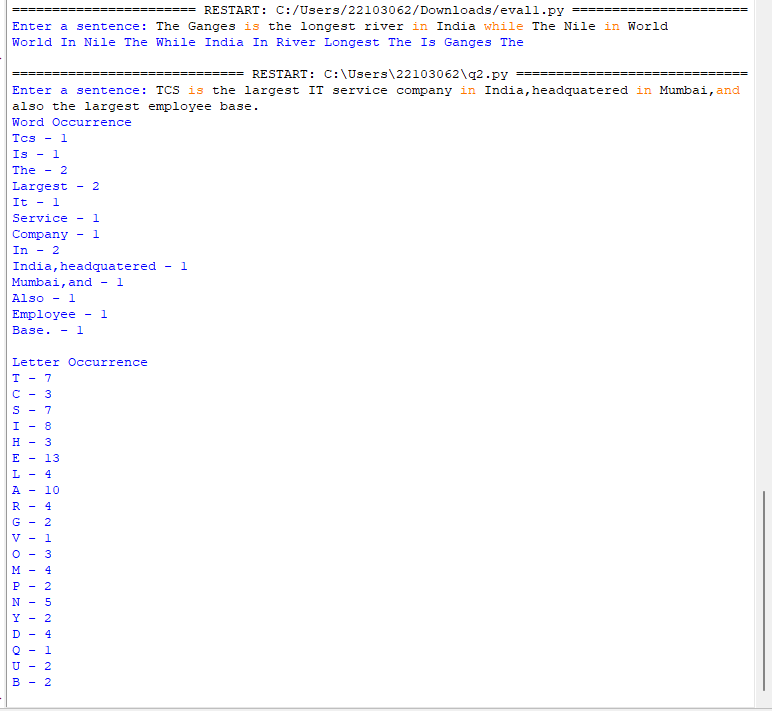 ======================= RESTART: C:/Users/22103062/Downloads/eval1.py ======================
Enter a sentence: The Ganges is the longest river in India while The Nile in World
World In Nile The While India In River Longest The Is Ganges The
============================= RESTART: C:\Users\22103062\q2.py =============================
Enter a sentence: TCS is the largest IT service company in India,headquatered in Mumbai,and
also the largest employee base.
Word Occurrence
Tcs - 1
Is - 1
The - 2
Largest - 2
It - 1
Service - 1
Company - 1
In - 2
India,headquatered - 1
Mumbai,and - 1
Also - 1
Employee - 1
Base. - 1
Letter Occurrence
T - 7
C - 3
S - 7
I - 8
H - 3
E - 13
L - 4
A - 10
R - 4
G - 2
V - 1
O - 3
M - 4
P - 2
N - 5
Y - 2
D - 4
Q - 1
U - 2
B - 2